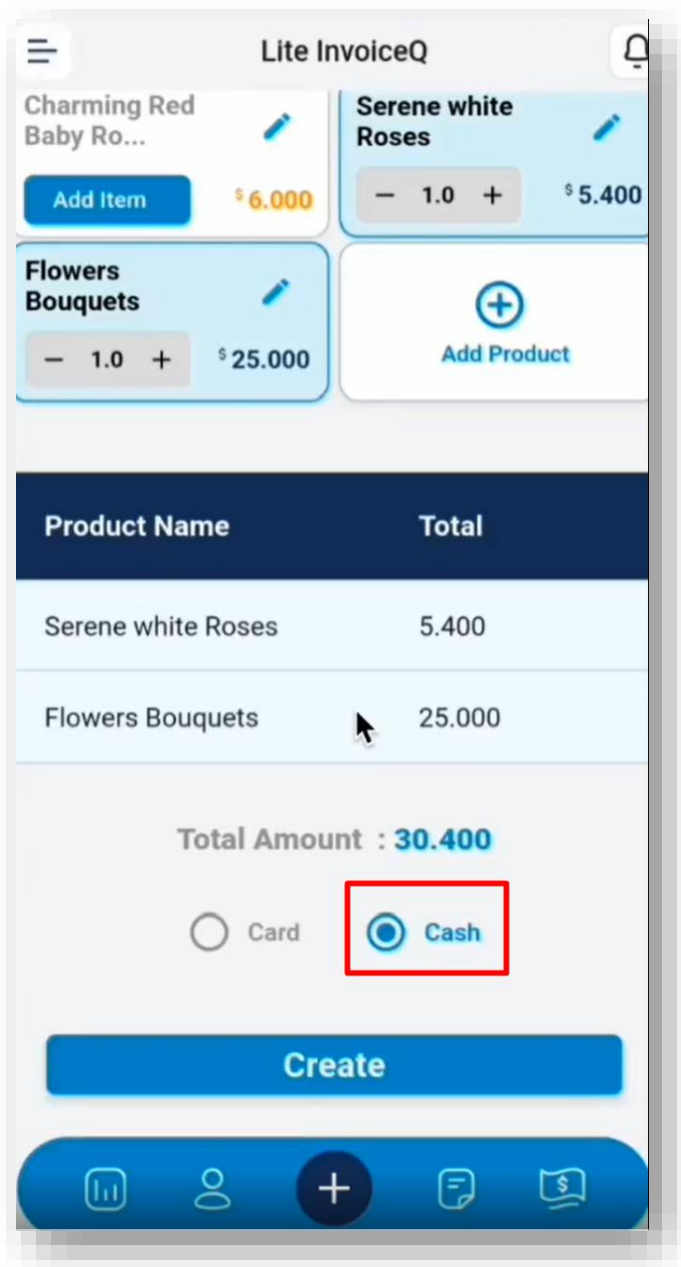 Lite InvoiceQ
Charming Red
Baby Ro...
Add Item
$ 6.000
Serene white
Roses
− 1.0 +
$ 5.400
Flowers
Bouquets
− 1.0 +
$ 25.000
Add Product
Product Name Total
Serene white Roses 5.400
Flowers Bouquets 25.000
Total Amount : 30.400
Card Cash
Create